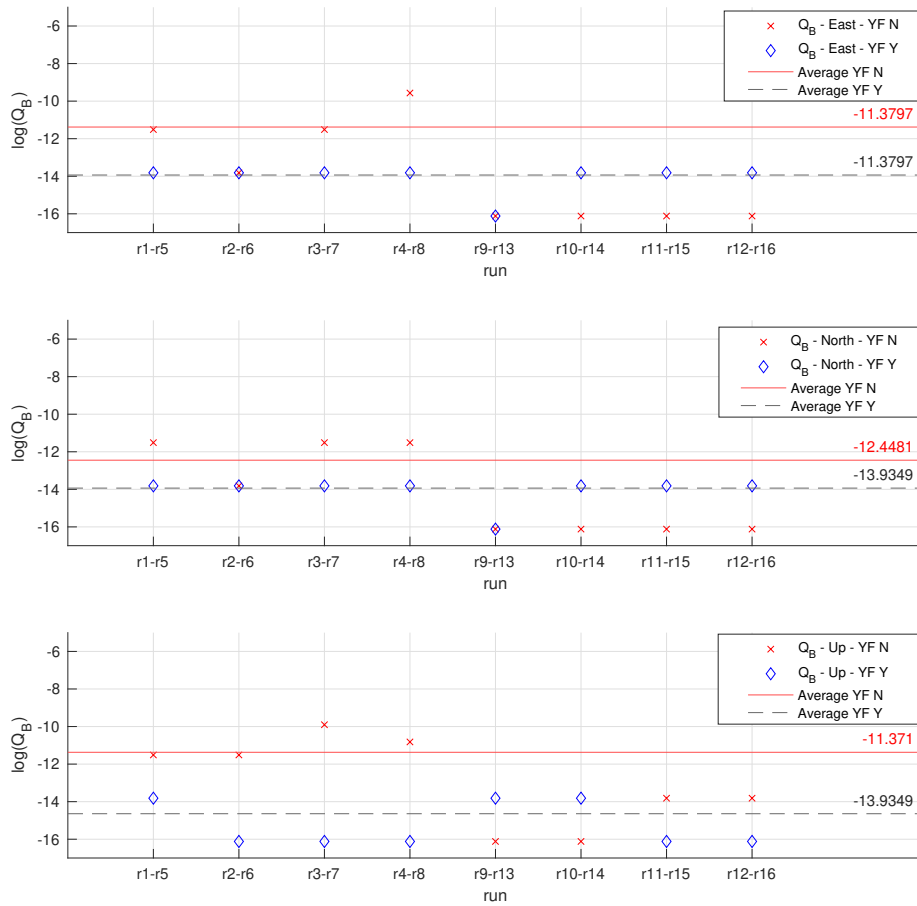 -6
-8
-10
-12
-14
-16
log(Q_B)
Q_B - East - YF N
Q_B - East - YF Y
Average YF N
Average YF Y
-11.3797
-11.3797
r1-r5 r2-r6 r3-r7 r4-r8 r9-r13 r10-r14 r11-r15 r12-r16
run
-6
-8
-10
-12
-14
-16
log(Q_B)
Q_B - North - YF N
Q_B - North - YF Y
Average YF N
Average YF Y
-12.4481
-13.9349
r1-r5 r2-r6 r3-r7 r4-r8 r9-r13 r10-r14 r11-r15 r12-r16
run
-6
-8
-10
-12
-14
-16
log(Q_B)
Q_B - Up - YF N
Q_B - Up - YF Y
Average YF N
Average YF Y
-11.371
-13.9349
r1-r5 r2-r6 r3-r7 r4-r8 r9-r13 r10-r14 r11-r15 r12-r16
run